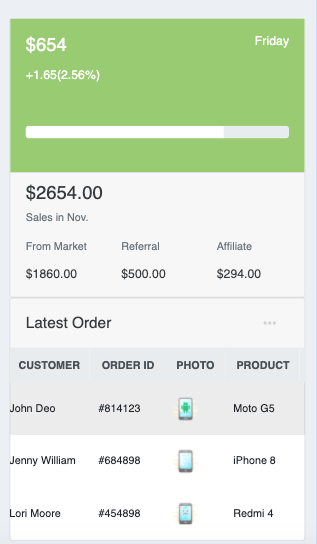 $654 Friday
+1.65(2.56%)
$2654.00
Sales in Nov.
From Market Referral Affiliate
$1860.00 $500.00 $294.00
Latest Order
CUSTOMER ORDER ID PHOTO PRODUCT
John Deo #814123 Moto G5
Jenny William #684898 iPhone 8
Lori Moore #454898 Redmi 4